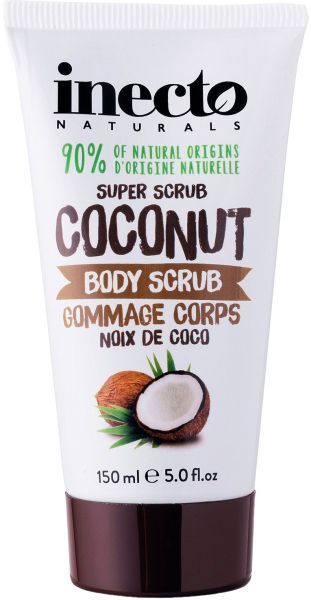 inecto
NATURALS
90% OF NATURAL ORIGINS
D'ORIGINE NATURELLE
SUPER SCRUB
COCONUT
BODY SCRUB
GOMMAGE CORPS
NOIX DE COCO
150 ml e 5.0 fl.oz